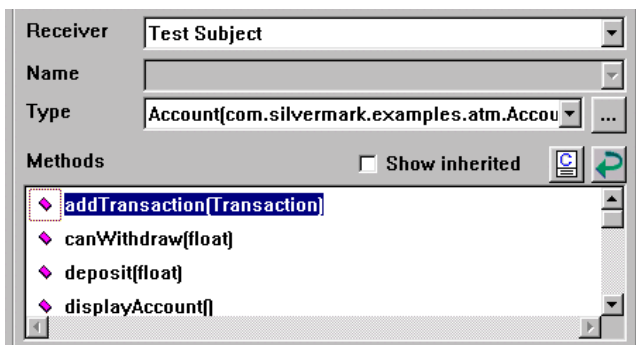 Receiver Test Subject
Name
Type Account(com.silvermark.examples.atm.Accou ...
Methods Show inherited C
addTransaction(Transaction)
canWithdraw(float)
deposit(float)
displayAccount()